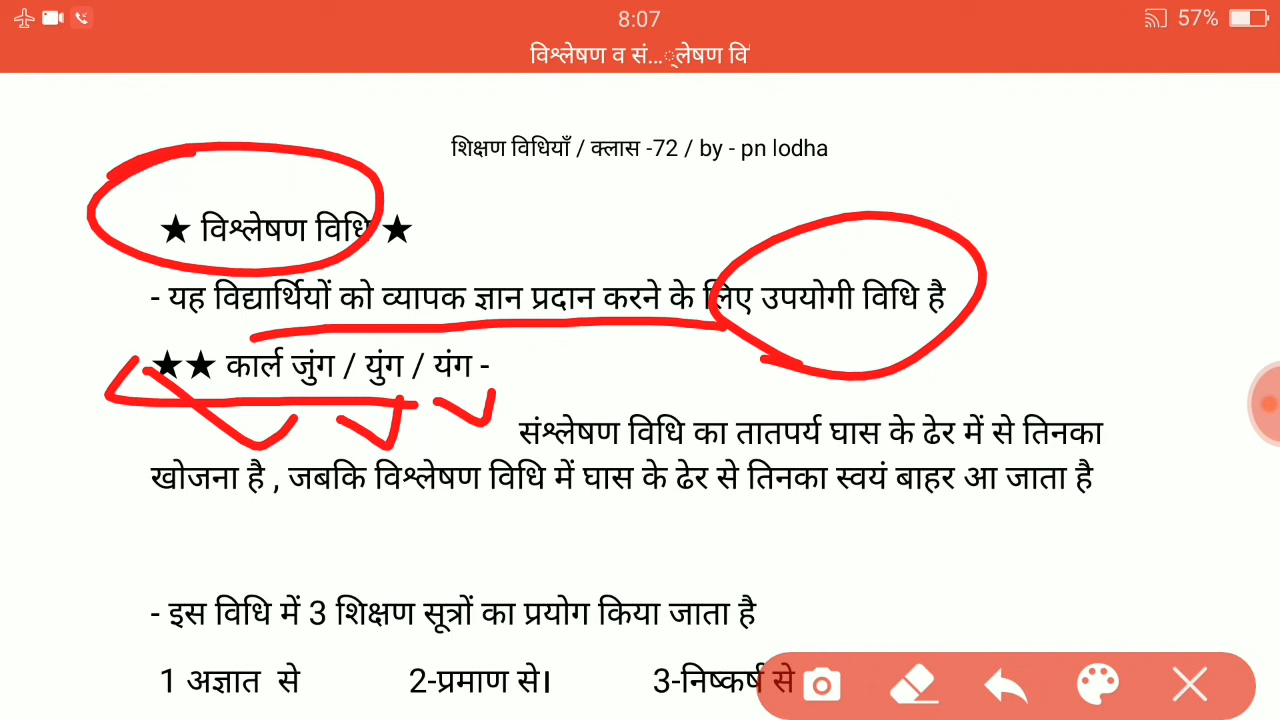 8:07
57%
विश्लेषण व सं...्लेषण वि
शिक्षण विधियाँ / क्लास -72 / by - pn lodha
★ विश्लेषण विधि ★
- यह विद्यार्थियों को व्यापक ज्ञान प्रदान करने के लिए उपयोगी विधि है
★★ कार्ल जुंग / युंग / यंग -
संश्लेषण विधि का तातपर्य घास के ढेर में से तिनका
खोजना है , जबकि विश्लेषण विधि में घास के ढेर से तिनका स्वयं बाहर आ जाता है
- इस विधि में 3 शिक्षण सूत्रों का प्रयोग किया जाता है
1 अज्ञात से 2-प्रमाण से। 3-निष्कर्ष से